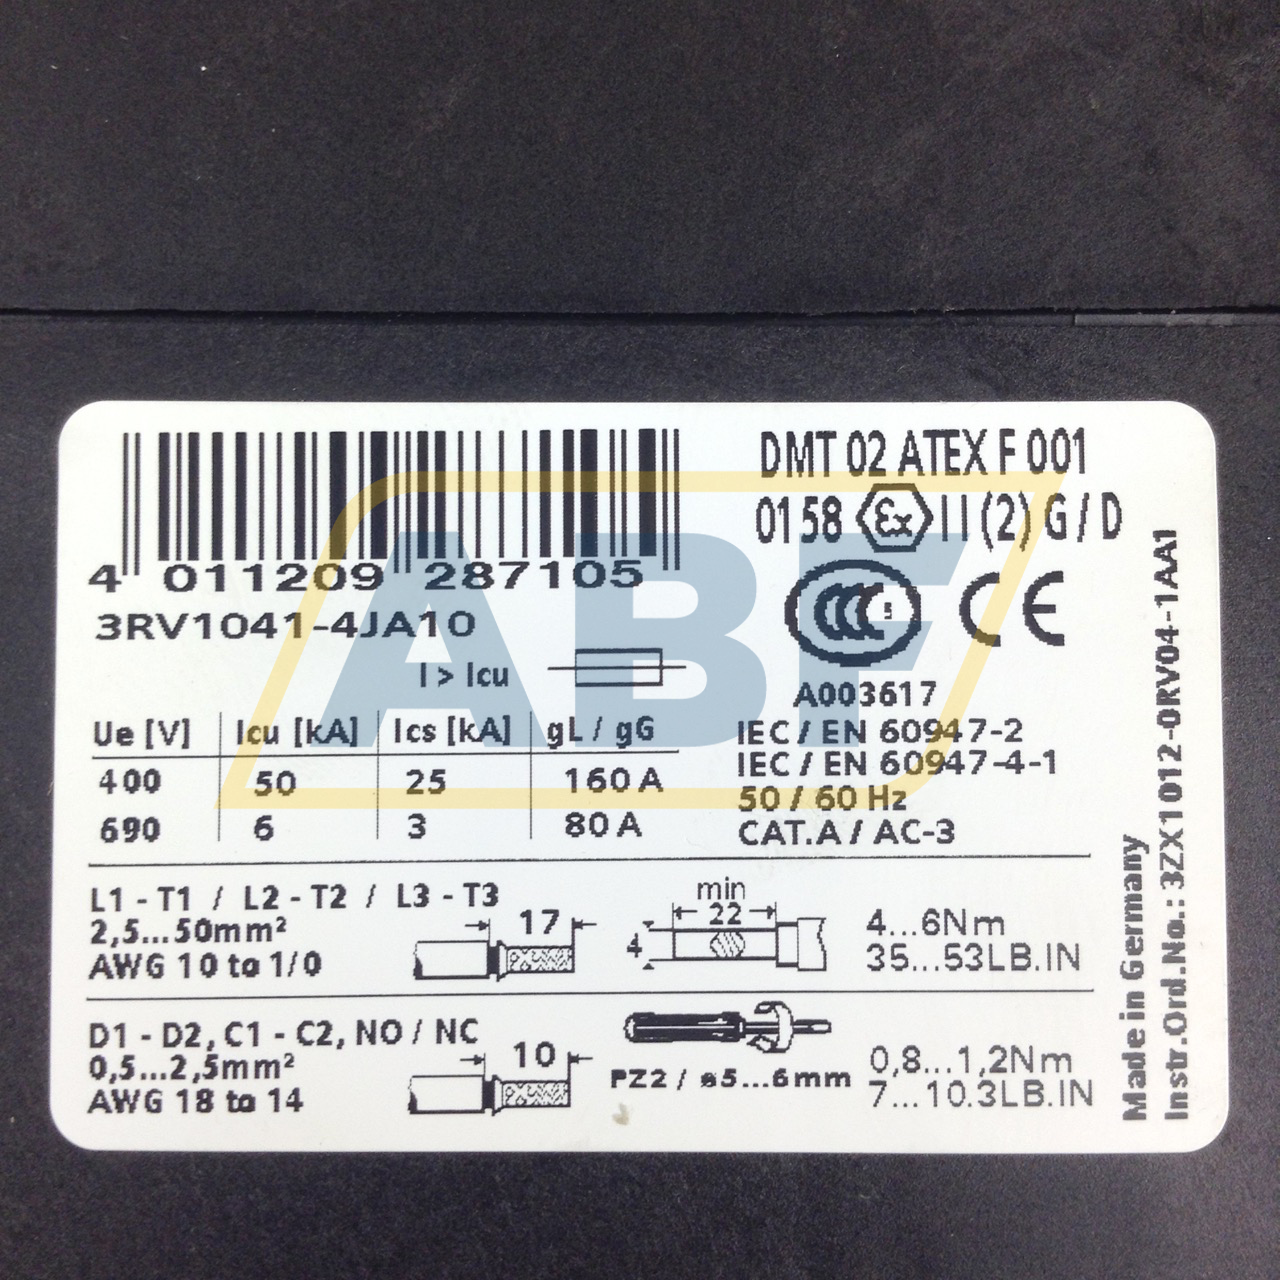 4 011209 287105
3RV1041-4JA10
I > Icu
Ue [V] Icu [kA] Ics [kA] gL / gG
400 50 25 160 A
690 6 3 80 A
DMT 02 ATEX F 001
0158 Ex II (2) G / D
CCC CE
A003617
IEC / EN 60947-2
IEC / EN 60947-4-1
50 / 60 Hz
CAT.A / AC-3
L1 - T1 / L2 - T2 / L3 - T3
2,5...50mm²
AWG 10 to 1/0
17
min
22
4
4...6Nm
35...53LB.IN
D1 - D2, C1 - C2, NO / NC
0,5...2,5mm²
AWG 18 to 14
10
PZ2 / ø5...6mm
0,8...1,2Nm
7...10.3LB.IN
Made in Germany
Instr.Ord.No.: 3ZX1012-0RV04-1AA1
ABF